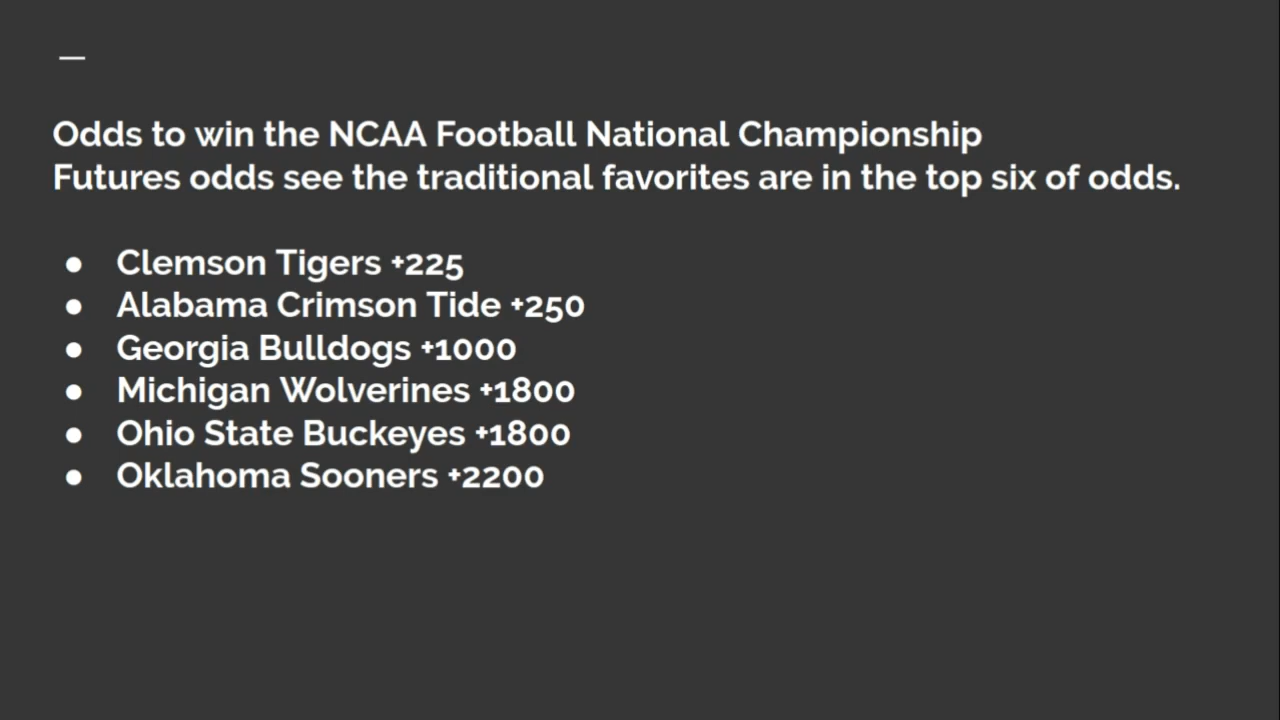 Odds to win the NCAA Football National Championship
Futures odds see the traditional favorites are in the top six of odds.
● Clemson Tigers +225
● Alabama Crimson Tide +250
● Georgia Bulldogs +1000
● Michigan Wolverines +1800
● Ohio State Buckeyes +1800
● Oklahoma Sooners +2200